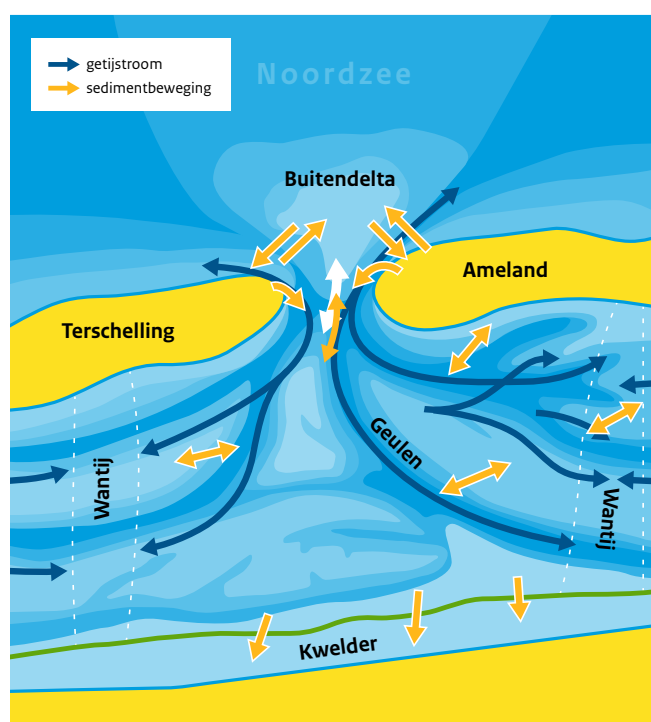 getijstroom
sedimentbeweging
Noordzee
Buitendelta
Ameland
Terschelling
Geulen
Wantij
Wantij
Kwelder